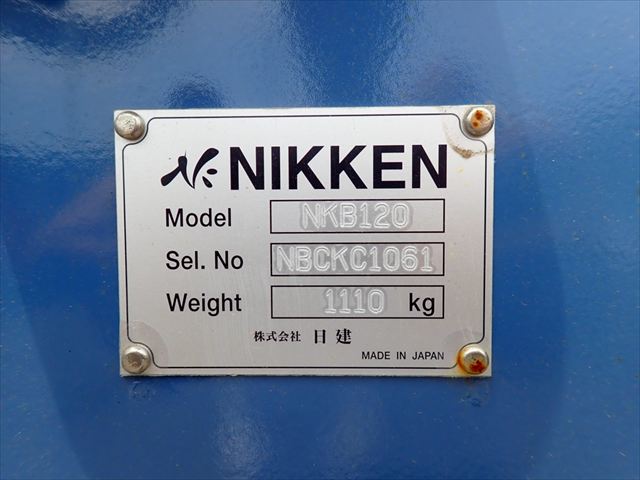 NIKKEN
Model NKB120
Sel. No NBCKC1061
Weight 1110 kg
株式会社 日建
MADE IN JAPAN